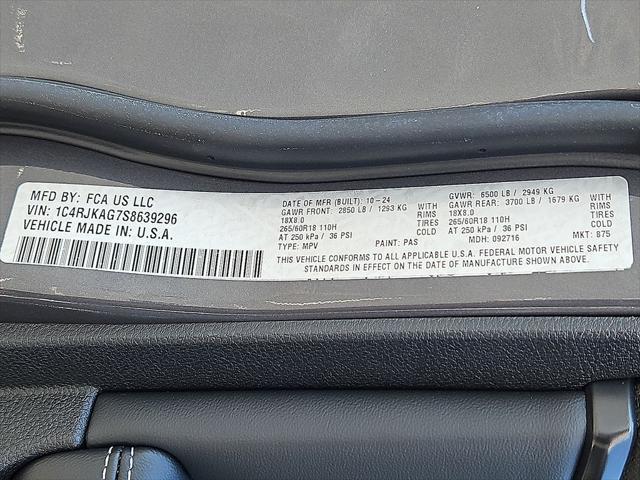 MFD BY: FCA US LLC
VIN: 1C4RJKAG7S8639296
VEHICLE MADE IN: U.S.A.
DATE OF MFR (BUILT): 10-24 GVWR: 6500 LB / 2949 KG
GAWR FRONT: 2850 LB / 1293 KG WITH GAWR REAR: 3700 LB / 1679 KG WITH
18X8.0 RIMS 18X8.0 RIMS
265/60R18 110H TIRES 265/60R18 110H TIRES
AT 250 kPa / 36 PSI COLD AT 250 kPa / 36 PSI COLD
TYPE: MPV PAINT: PAS MDH: 092716 MKT: 875
THIS VEHICLE CONFORMS TO ALL APPLICABLE U.S.A. FEDERAL MOTOR VEHICLE SAFETY
STANDARDS IN EFFECT ON THE DATE OF MANUFACTURE SHOWN ABOVE.